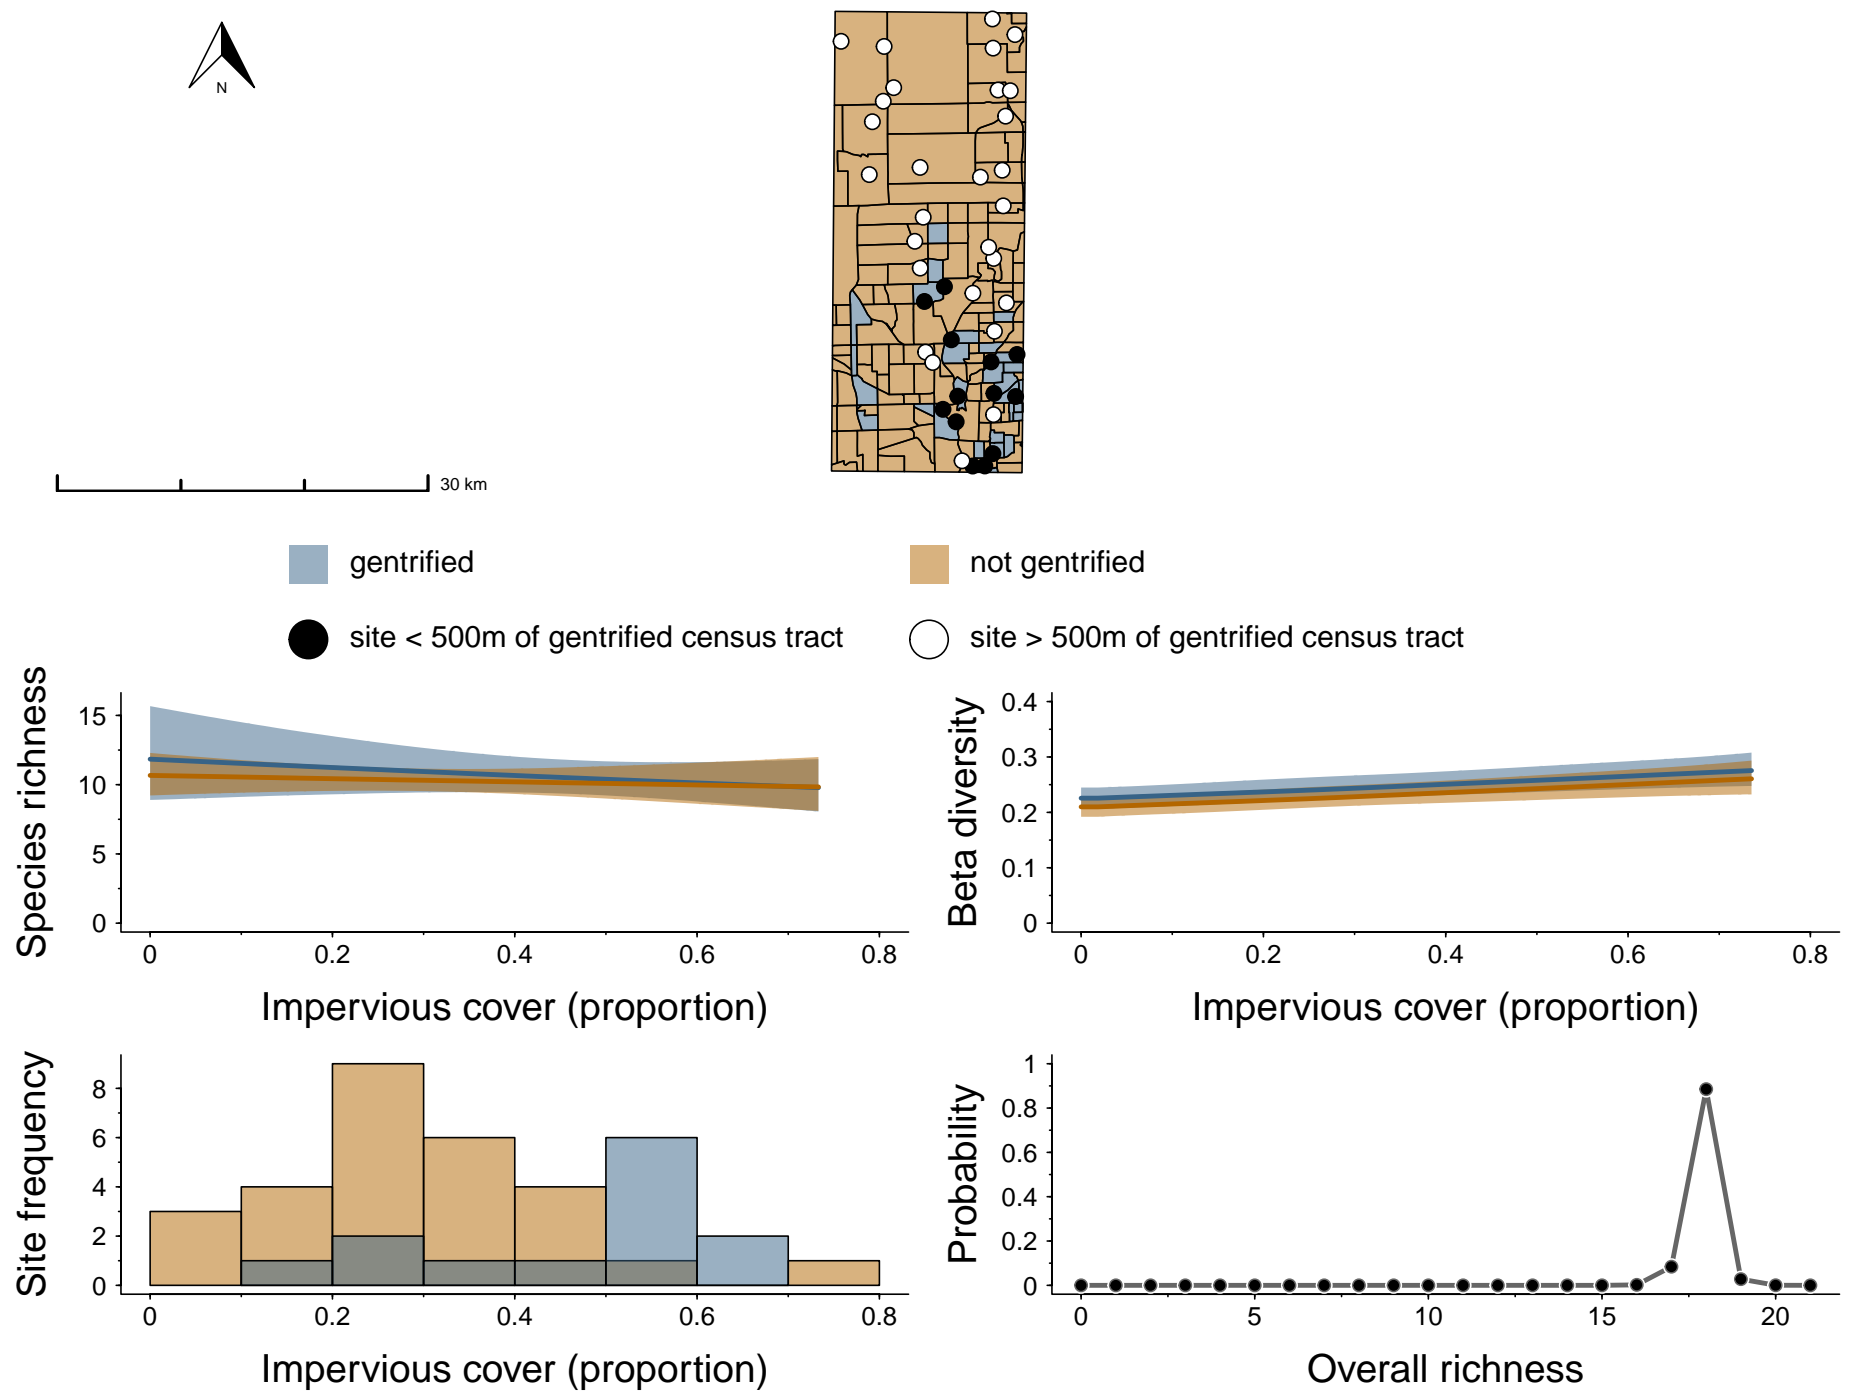 N
30 km
gentrified
not gentrified
site < 500m of gentrified census tract
site > 500m of gentrified census tract
Species richness
15
10
5
0
0 0.2 0.4 0.6 0.8
Impervious cover (proportion)
Beta diversity
0.4
0.3
0.2
0.1
0
0 0.2 0.4 0.6 0.8
Impervious cover (proportion)
Site frequency
8
6
4
2
0
0 0.2 0.4 0.6 0.8
Impervious cover (proportion)
Probability
1
0.8
0.6
0.4
0.2
0
0 5 10 15 20
Overall richness